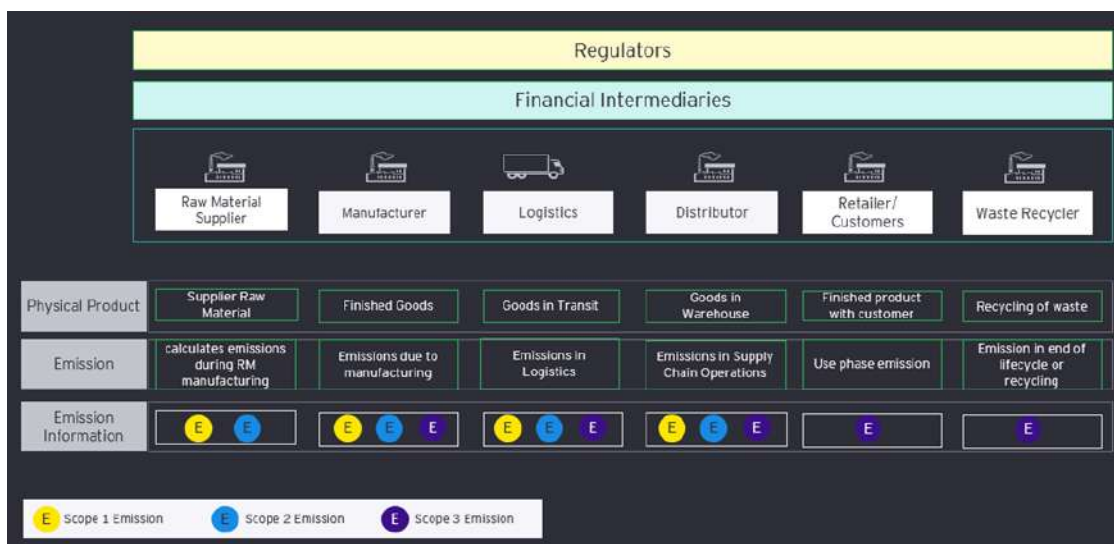 Regulators
Financial Intermediaries
Raw Material
Supplier
Manufacturer
Logistics
Distributor
Retailer/
Customers
Waste Recycler
Physical Product
Supplier Raw
Material
Finished Goods
Goods in Transit
Goods in
Warehouse
Finished product
with customer
Recycling of waste
Emission
calculates emissions
during RM
manufacturing
Emissions due to
manufacturing
Emissions in
Logistics
Emissions in Supply
Chain Operations
Use phase emission
Emission in end of
lifecycle or
recycling
Emission
Information
E E
E E E
E E E
E E E
E
E
E Scope 1 Emission
E Scope 2 Emission
E Scope 3 Emission